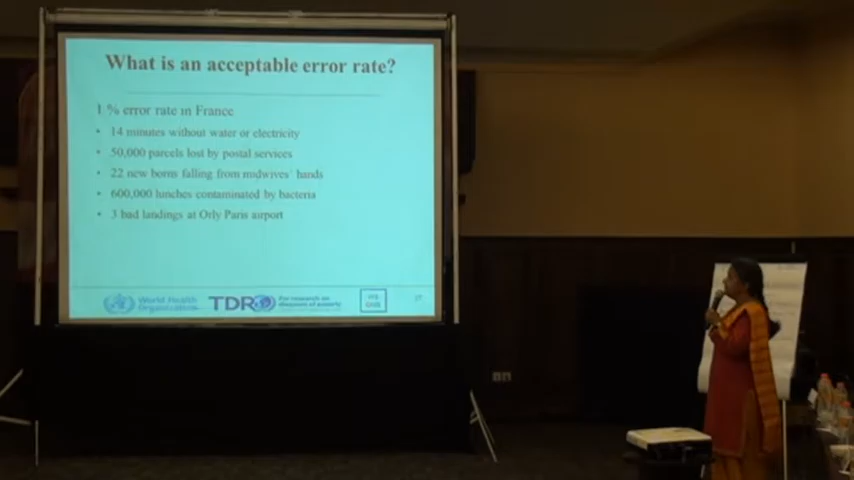 What is an acceptable error rate?
1 % error rate in France
• 14 minutes without water or electricity
• 50,000 parcels lost by postal services
• 22 new borns falling from midwives' hands
• 600,000 lunches contaminated by bacteria
• 3 bad landings at Orly Paris airport
World Health
Organization
TDR
For research on
diseases of poverty